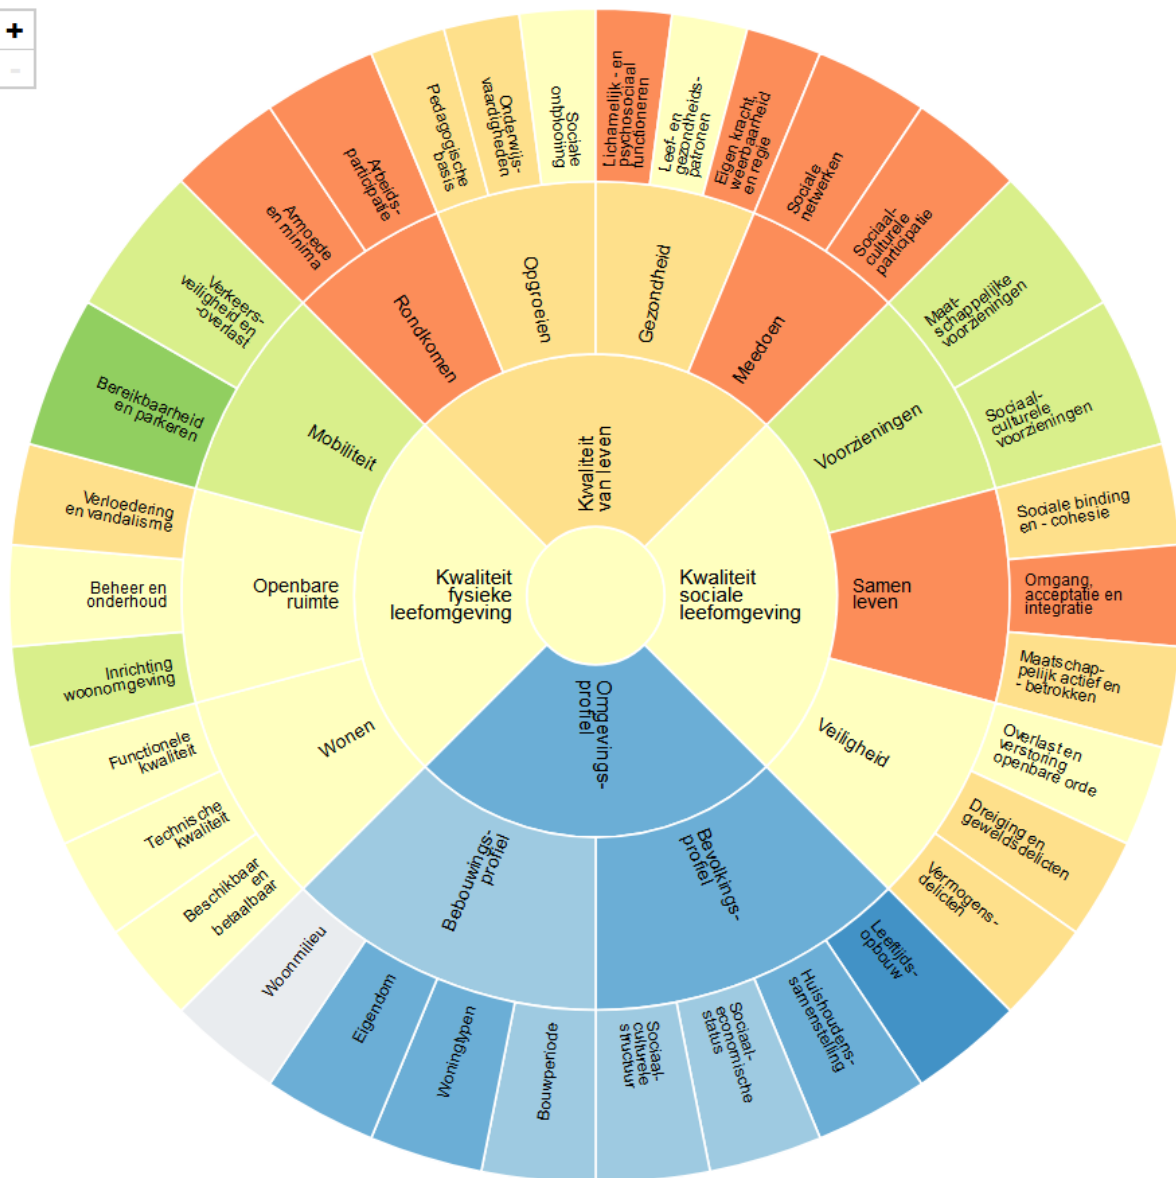 +
-
Kwaliteit
van leven
Rondkomen
Armoede
en minima
Arbeids-
participatie
Opgroeien
Pedagogische
basis
Onderwijs-
vaardigheden
Sociale
ontplooiing
Gezondheid
Lichamelijk - en
psychosociaal
functioneren
Leef- en
gezondheids-
patronen
Eigen kracht,
weerbaarheid
en regie
Meedoen
Sociale
netwerken
Sociaal-
culturele
participatie
Kwaliteit
sociale
leefomgeving
Voorzieningen
Maat-
schappelijke
voorzieningen
Sociaal-
culturele
voorzieningen
Samen
leven
Sociale binding
en - cohesie
Omgang,
acceptatie en
integratie
Maatschap-
pelijk actief en
- betrokken
Veiligheid
Overlast en
verstoring
openbare orde
Dreiging en
geweldsdelicten
Vermogens-
delicten
Omgevings-
profiel
Bevolkings-
profiel
Leeftijds-
opbouw
Huishoudens-
samenstelling
Sociaal-
economische
status
Sociaal-
culturele
structuur
Bebouwings-
profiel
Bouwperiode
Woningtypen
Eigendom
Woonmilieu
Kwaliteit
fysieke
leefomgeving
Wonen
Beschikbaar
en
betaalbaar
Technische
kwaliteit
Functionele
kwaliteit
Openbare
ruimte
Inrichting
woonomgeving
Beheer en
onderhoud
Verloedering
en vandalisme
Mobiliteit
Bereikbaarheid
en parkeren
Verkeers-
veiligheid en
-overlast